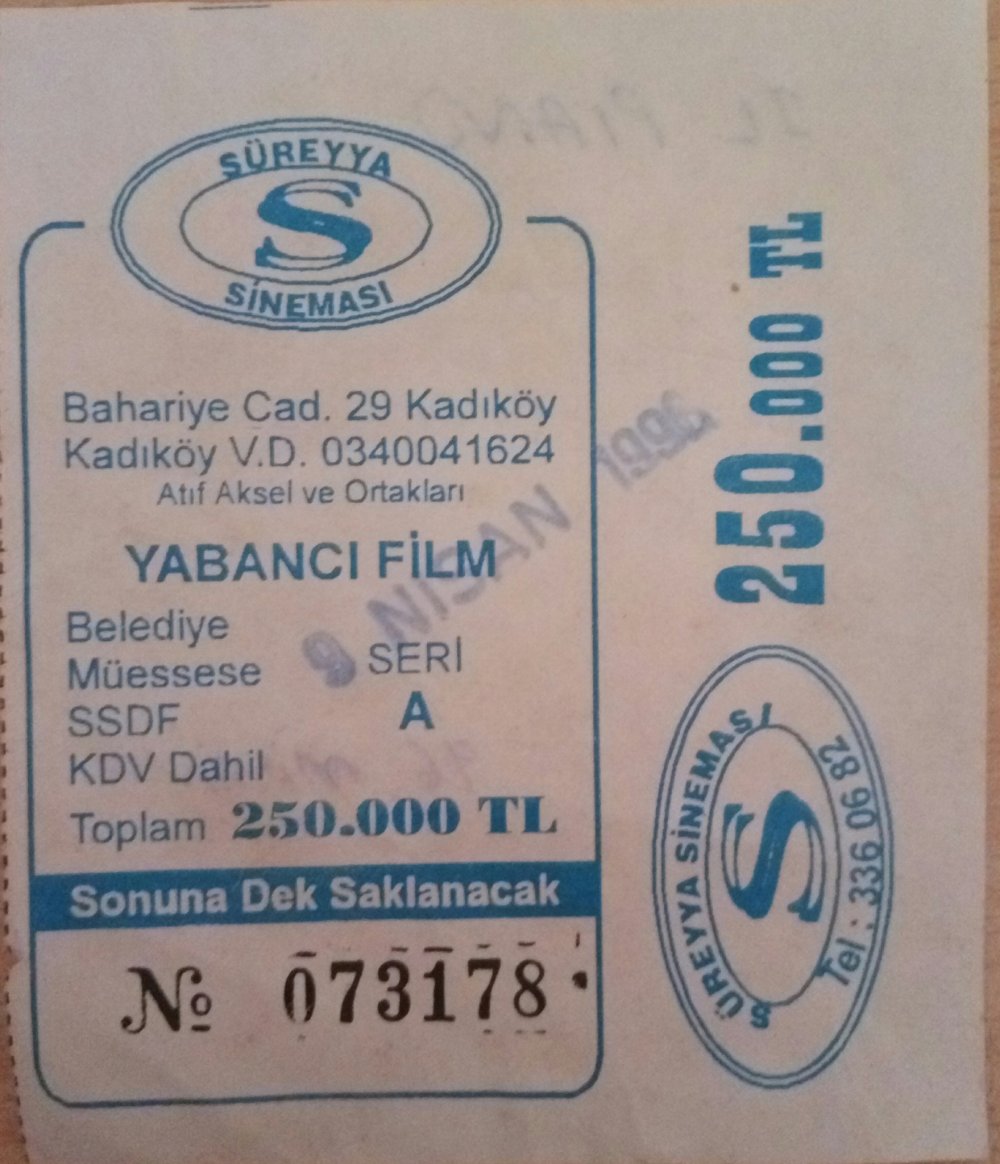 SÜREYYA
S
SİNEMASI
Bahariye Cad. 29 Kadıköy
Kadıköy V.D. 0340041624
Atıf Aksel ve Ortakları
YABANCI FİLM
Belediye
Müessese
SSDF
KDV Dahil
SERİ
A
Toplam 250.000 TL
Sonuna Dek Saklanacak
№ 073178
NİSAN
250.000 TL
SÜREYYA SİNEMASI
S
Tel : 336 06 82